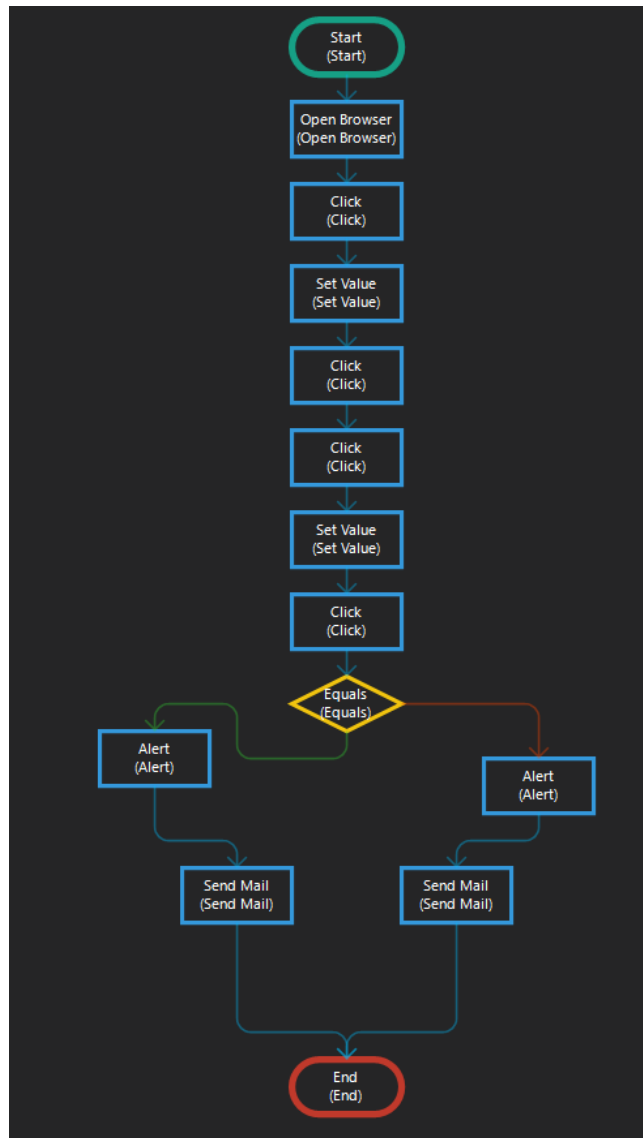 Start
(Start)
Open Browser
(Open Browser)
Click
(Click)
Set Value
(Set Value)
Click
(Click)
Click
(Click)
Set Value
(Set Value)
Click
(Click)
Equals
(Equals)
Alert
(Alert)
Alert
(Alert)
Send Mail
(Send Mail)
Send Mail
(Send Mail)
End
(End)